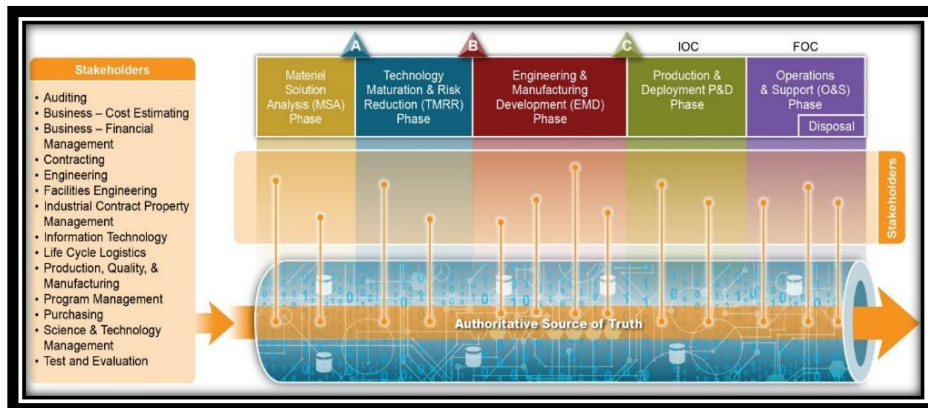 Stakeholders
• Auditing
• Business – Cost Estimating
• Business – Financial
Management
• Contracting
• Engineering
• Facilities Engineering
• Industrial Contract Property
Management
• Information Technology
• Life Cycle Logistics
• Production, Quality, &
Manufacturing
• Program Management
• Purchasing
• Science & Technology
Management
• Test and Evaluation
A
B
C
IOC
FOC
Materiel
Solution
Analysis (MSA)
Phase
Technology
Maturation & Risk
Reduction (TMRR)
Phase
Engineering &
Manufacturing
Development (EMD)
Phase
Production &
Deployment P&D
Phase
Operations
& Support (O&S)
Phase
Disposal
Stakeholders
Authoritative Source of Truth